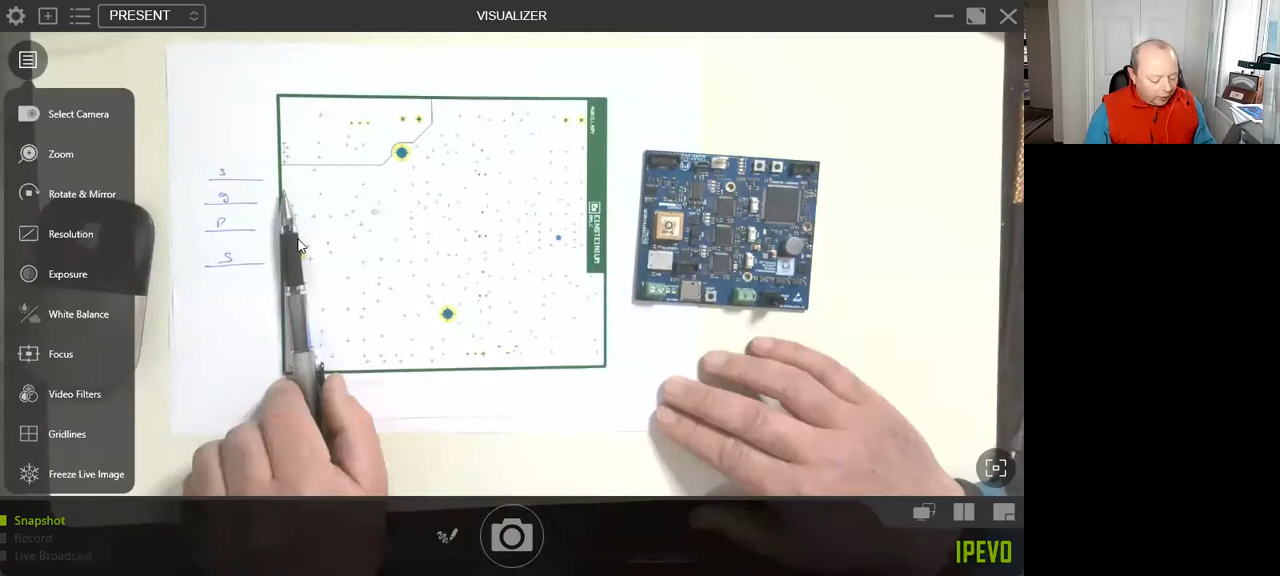 PRESENT
VISUALIZER
Select Camera
Zoom
Rotate & Mirror
Resolution
Exposure
White Balance
Focus
Video Filters
Gridlines
Freeze Live Image
s
g
p
s
EINSTEINIUM
Snapshot
Record
Live Broadcast
IPEVO